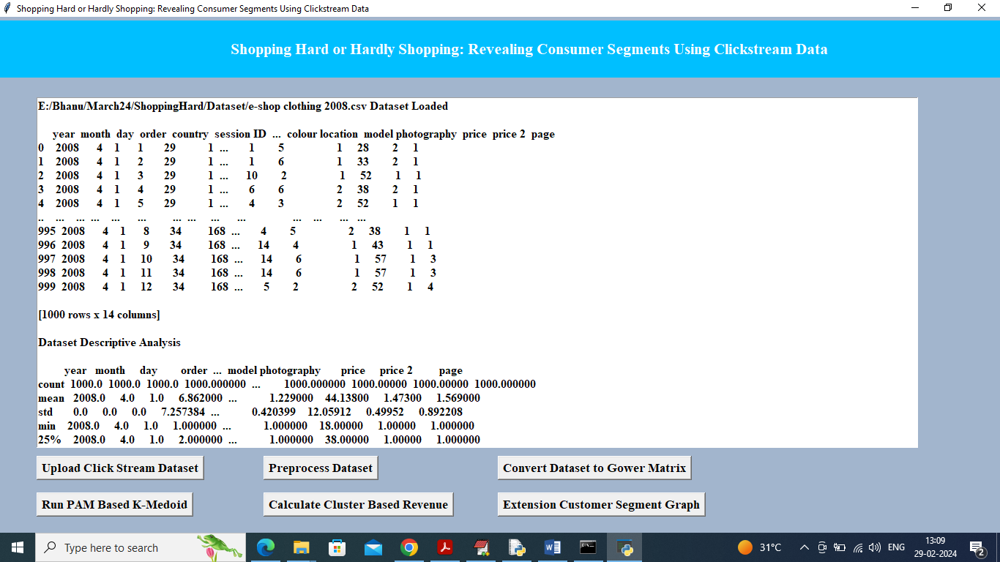 Shopping Hard or Hardly Shopping: Revealing Consumer Segments Using Clickstream Data
Shopping Hard or Hardly Shopping: Revealing Consumer Segments Using Clickstream Data
E:/Bhanu/March24/ShoppingHard/Dataset/e-shop clothing 2008.csv Dataset Loaded
year month day order country session ID ... colour location model photography price price 2 page
0 2008 4 1 1 29 1 ... 1 5 1 28 2 1
1 2008 4 1 2 29 1 ... 1 6 1 33 2 1
2 2008 4 1 3 29 1 ... 10 2 1 52 1 1
3 2008 4 1 4 29 1 ... 6 6 2 38 2 1
4 2008 4 1 5 29 1 ... 4 3 2 52 1 1
.. ... ... ... ... ... ... ... ... ... ... ... ... ...
995 2008 4 1 8 34 168 ... 4 5 2 38 1 1
996 2008 4 1 9 34 168 ... 14 4 1 43 1 1
997 2008 4 1 10 34 168 ... 14 6 1 57 1 3
998 2008 4 1 11 34 168 ... 14 6 1 57 1 3
999 2008 4 1 12 34 168 ... 5 2 2 52 1 4
[1000 rows x 14 columns]
Dataset Descriptive Analysis
year month day order ... model photography price price 2 page
count 1000.0 1000.0 1000.0 1000.000000 ... 1000.000000 1000.00000 1000.00000 1000.000000
mean 2008.0 4.0 1.0 6.862000 ... 1.229000 44.13800 1.47300 1.569000
std 0.0 0.0 0.0 7.257384 ... 0.420399 12.05912 0.49952 0.892208
min 2008.0 4.0 1.0 1.000000 ... 1.000000 18.00000 1.00000 1.000000
25% 2008.0 4.0 1.0 2.000000 ... 1.000000 38.00000 1.00000 1.000000
Upload Click Stream Dataset Preprocess Dataset Convert Dataset to Gower Matrix
Run PAM Based K-Medoid Calculate Cluster Based Revenue Extension Customer Segment Graph
Type here to search 31°C ENG 13:09
29-02-2024 2